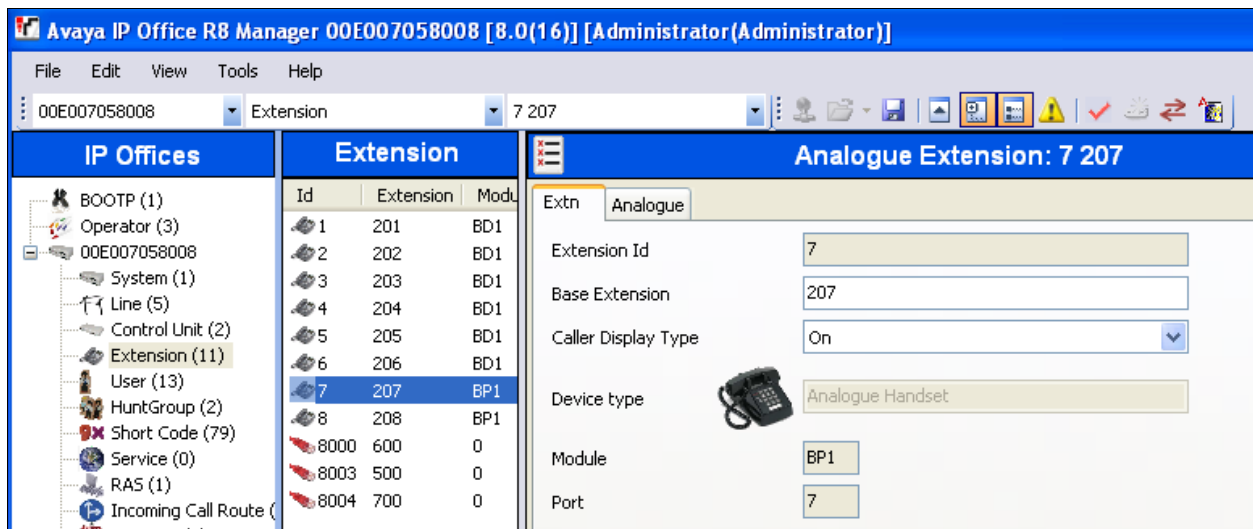 Avaya IP Office R8 Manager 00E007058008 [8.0(16)] [Administrator(Administrator)]
File Edit View Tools Help
00E007058008 Extension 7 207
IP Offices
BOOTP (1)
Operator (3)
00E007058008
System (1)
Line (5)
Control Unit (2)
Extension (11)
User (13)
HuntGroup (2)
Short Code (79)
Service (0)
RAS (1)
Incoming Call Route (
Extension
Id Extension Modu
1 201 BD1
2 202 BD1
3 203 BD1
4 204 BD1
5 205 BD1
6 206 BD1
7 207 BP1
8 208 BP1
8000 600 0
8003 500 0
8004 700 0
Analogue Extension: 7 207
Extn Analogue
Extension Id 7
Base Extension 207
Caller Display Type On
Device type Analogue Handset
Module BP1
Port 7